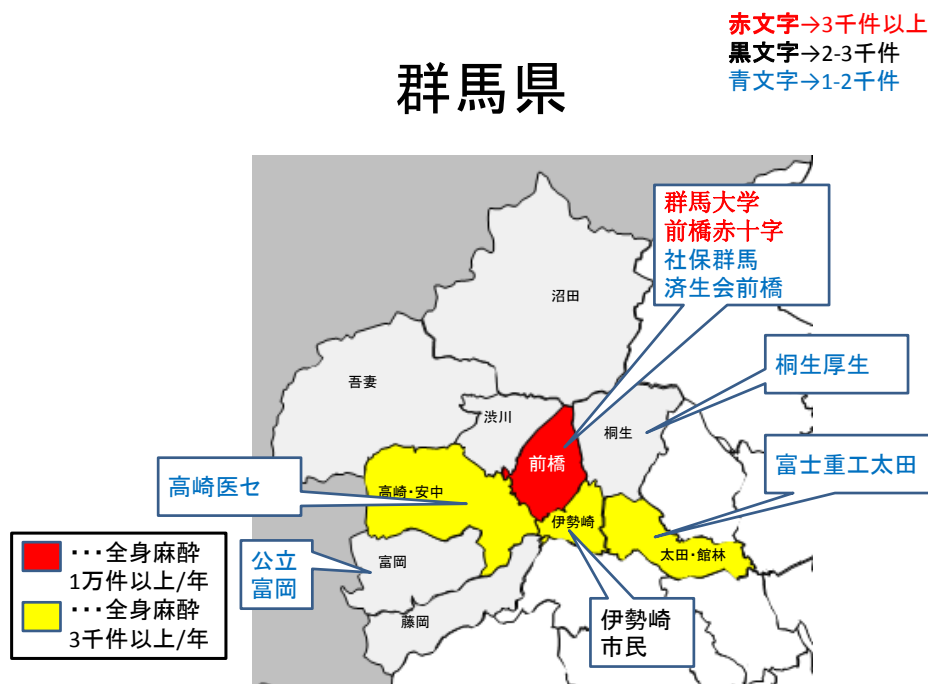 赤文字→3千件以上
黒文字→2-3千件
青文字→1-2千件
群馬県
群馬大学
前橋赤十字
社保群馬
済生会前橋
沼田
吾妻
桐生厚生
渋川
桐生
前橋
富士重工太田
高崎医セ
高崎・安中
伊勢崎
太田・館林
公立
富岡
富岡
藤岡
伊勢崎
市民
･･･全身麻酔
1万件以上/年
･･･全身麻酔
3千件以上/年